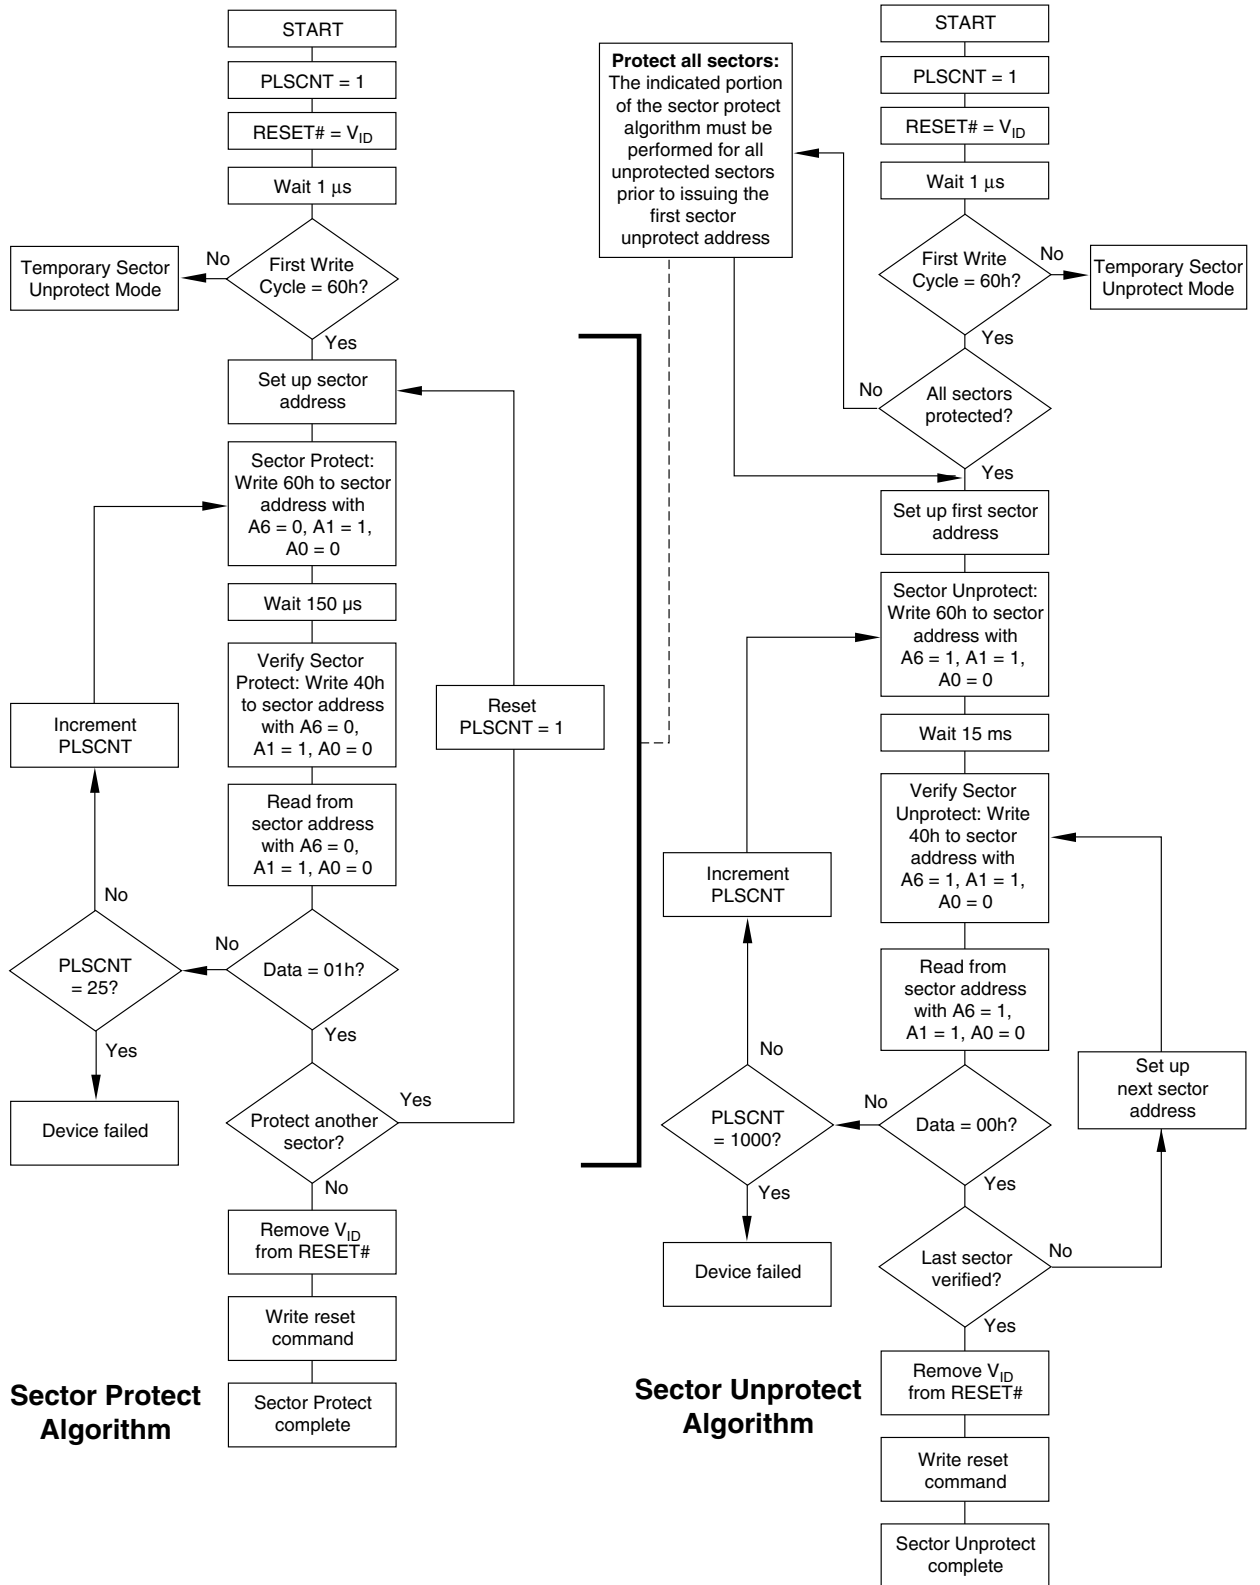 START
PLSCNT = 1
RESET# = VID
Wait 1 μs
First Write
Cycle = 60h?
No
Temporary Sector
Unprotect Mode
Yes
Set up sector
address
Sector Protect:
Write 60h to sector
address with
A6 = 0, A1 = 1,
A0 = 0
Wait 150 µs
Verify Sector
Protect: Write 40h
to sector address
with A6 = 0,
A1 = 1, A0 = 0
Reset
PLSCNT = 1
Increment
PLSCNT
Read from
sector address
with A6 = 0,
A1 = 1, A0 = 0
No
No
PLSCNT
= 25?
Data = 01h?
Yes
Yes
Device failed
Protect another
sector?
Yes
No
Remove VID
from RESET#
Write reset
command
Sector Protect
complete
Sector Protect
Algorithm
Protect all sectors:
The indicated portion
of the sector protect
algorithm must be
performed for all
unprotected sectors
prior to issuing the
first sector
unprotect address
START
PLSCNT = 1
RESET# = VID
Wait 1 μs
First Write
Cycle = 60h?
No
Temporary Sector
Unprotect Mode
Yes
No
All sectors
protected?
Yes
Set up first sector
address
Sector Unprotect:
Write 60h to sector
address with
A6 = 1, A1 = 1,
A0 = 0
Wait 15 ms
Verify Sector
Unprotect: Write
40h to sector
address with
A6 = 1, A1 = 1,
A0 = 0
Increment
PLSCNT
Read from
sector address
with A6 = 1,
A1 = 1, A0 = 0
No
No
PLSCNT
= 1000?
Data = 00h?
Set up
next sector
address
Yes
Yes
Device failed
Last sector
verified?
No
Yes
Remove VID
from RESET#
Write reset
command
Sector Unprotect
complete
Sector Unprotect
Algorithm